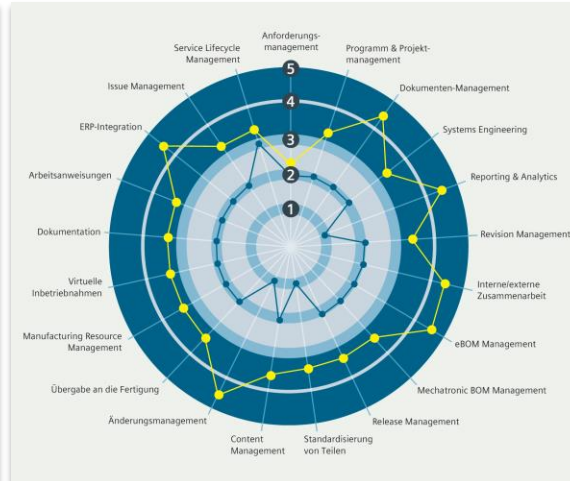 Anforderungs-
management
Programm & Projekt-
management
Dokumenten-Management
Systems Engineering
Reporting & Analytics
Revision Management
Interne/externe
Zusammenarbeit
eBOM Management
Mechatronic BOM Management
Release Management
Standardisierung
von Teilen
Content
Management
Änderungsmanagement
Übergabe an die Fertigung
Manufacturing Resource
Management
Virtuelle
Inbetriebnahmen
Dokumentation
Arbeitsanweisungen
ERP-Integration
Issue Management
Service Lifecycle
Management
5
4
3
2
1